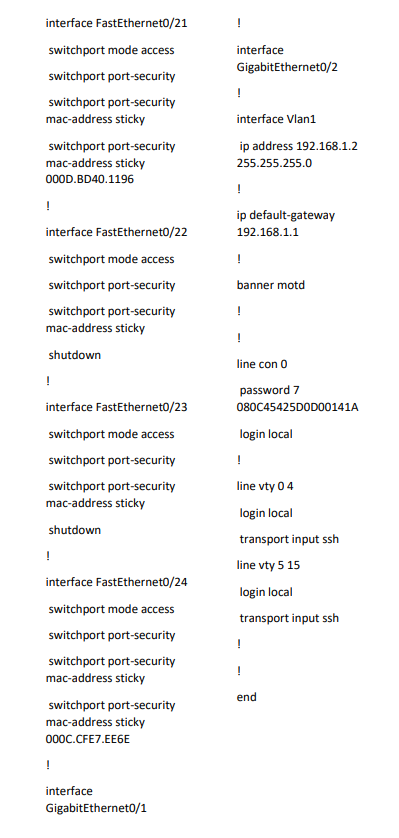 interface FastEthernet0/21
switchport mode access
switchport port-security
switchport port-security
mac-address sticky
switchport port-security
mac-address sticky
000D.BD40.1196
!
interface FastEthernet0/22
switchport mode access
switchport port-security
switchport port-security
mac-address sticky
shutdown
!
interface FastEthernet0/23
switchport mode access
switchport port-security
switchport port-security
mac-address sticky
shutdown
!
interface FastEthernet0/24
switchport mode access
switchport port-security
switchport port-security
mac-address sticky
switchport port-security
mac-address sticky
000C.CFE7.EE6E
!
interface
GigabitEthernet0/1
!
interface
GigabitEthernet0/2
!
interface Vlan1
ip address 192.168.1.2
255.255.255.0
!
ip default-gateway
192.168.1.1
!
banner motd
!
!
line con 0
password 7
080C45425D0D00141A
login local
!
line vty 0 4
login local
transport input ssh
line vty 5 15
login local
transport input ssh
!
!
end